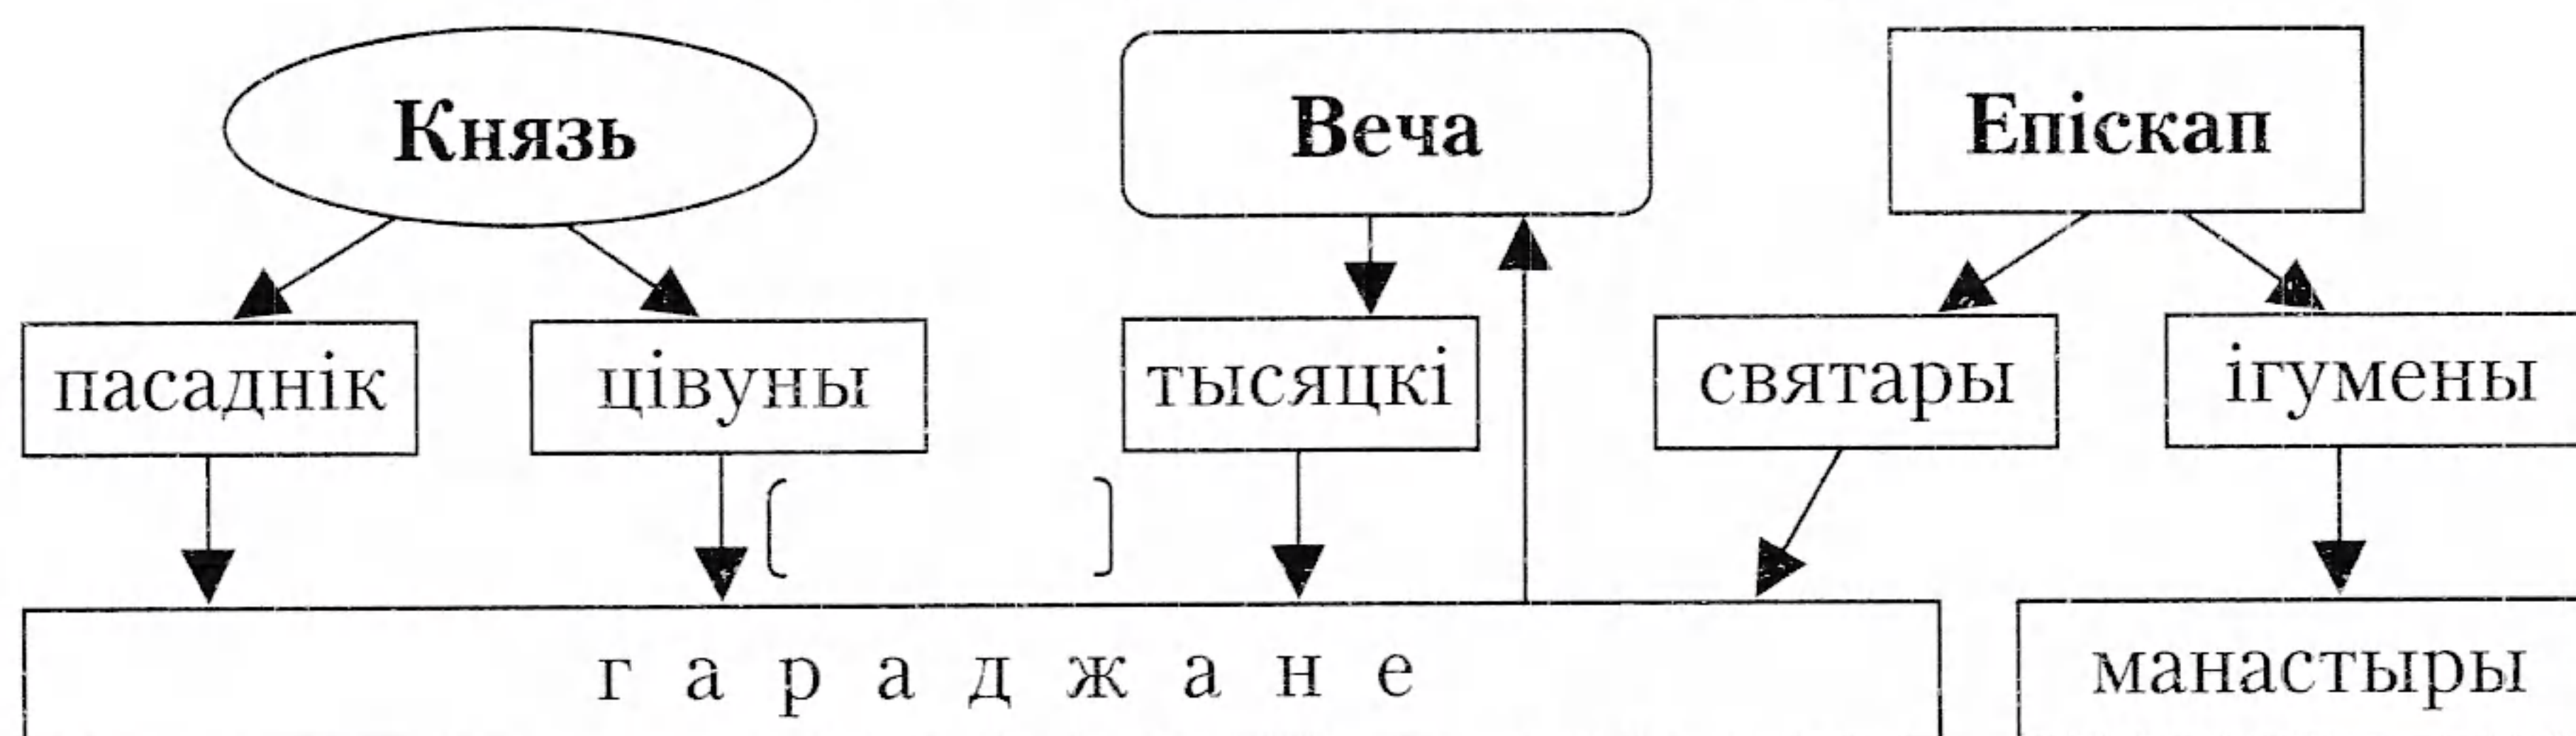 Князь Веча Епіскап
пасаднік цівуны тысяцкі святары ігумены
гараджане манастыры